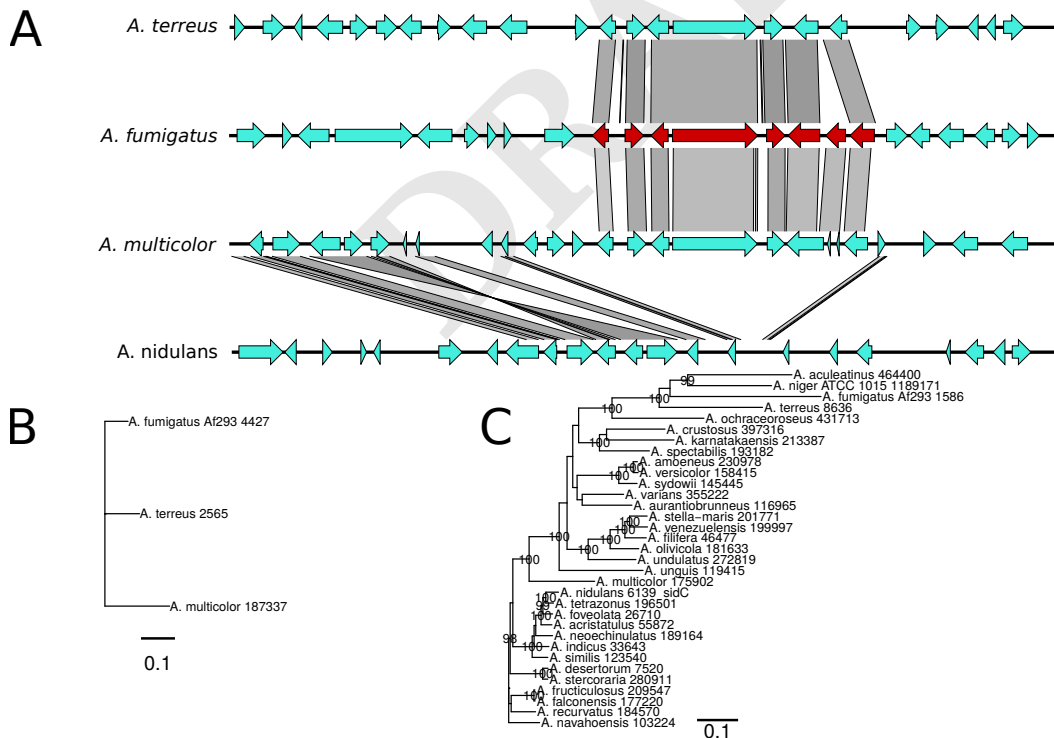 A
A. terreus
A. fumigatus
A. multicolor
A. nidulans
B
A. fumigatus Af293 4427
A. terreus 2565
A. multicolor 187337
0.1
C
A. aculeatinus 464400
99
A. niger ATCC 1015 1189171
A. fumigatus Af293 1586
100
A. terreus 8636
100
A. ochraceoroseus 431713
A. crustosus 397316
A. karnatakaensis 213387
100
A. spectabilis 193182
A. amoeneus 230978
100
A. versicolor 158415
100
A. sydowii 145445
A. varians 355222
A. aurantiobrunneus 116965
A. stella−maris 201771
100
A. venezuelensis 199997
100
A. filifera 46477
100
100
A. olivicola 181633
100
A. undulatus 272819
100
A. unguis 119415
A. multicolor 175902
A. nidulans 6139 sidC
100
A. tetrazonus 196501
99
A. foveolata 26710
100
A. acristatulus 55872
A. neoechinulatus 189164
98
100
A. indicus 33643
A. similis 123540
A. desertorum 7520
100
A. stercoraria 280911
A. fructiculosus 209547
100
A. falconensis 177220
A. recurvatus 184570
A. navahoensis 103224
0.1